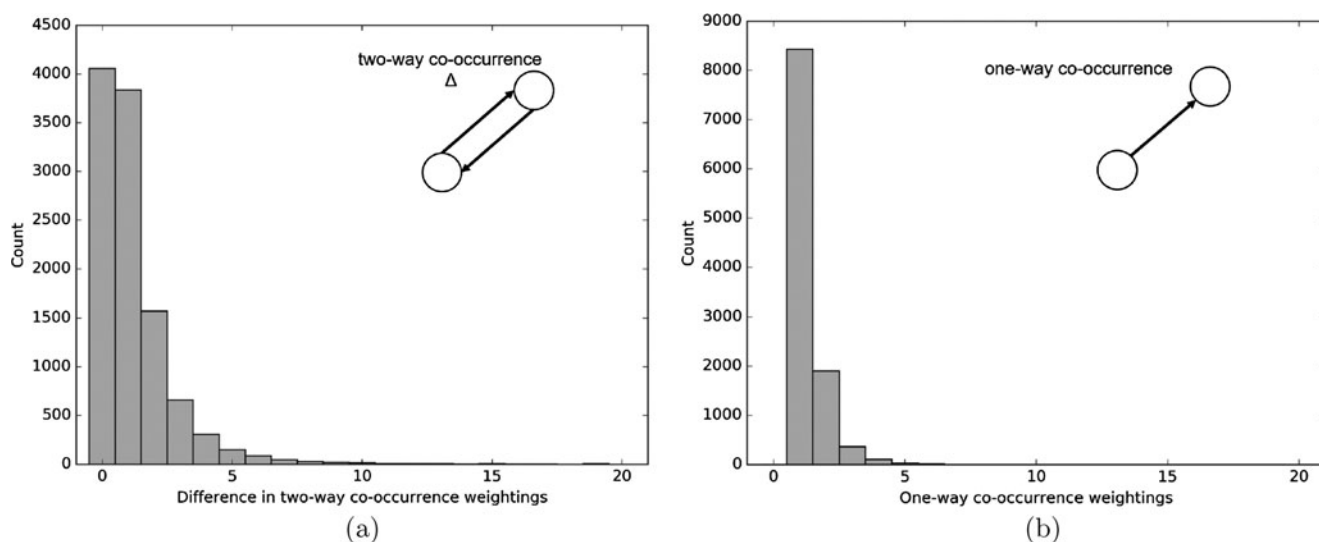 4500
4000
3500
3000
2500
2000
1500
1000
500
0
Count
two-way co-occurrence
Δ
0 5 10 15 20
Difference in two-way co-occurrence weightings
(a)
9000
8000
7000
6000
5000
4000
3000
2000
1000
0
Count
one-way co-occurrence
0 5 10 15 20
One-way co-occurrence weightings
(b)